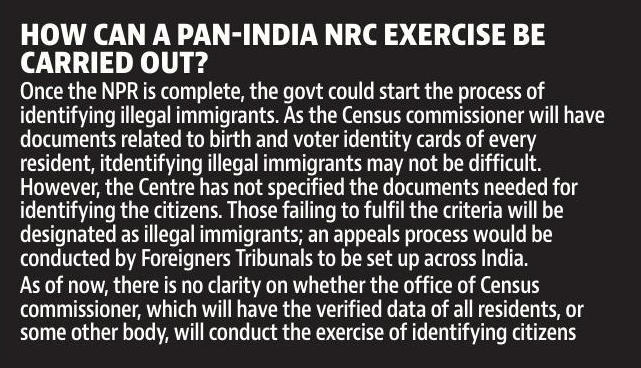 HOW CAN A PAN-INDIA NRC EXERCISE BE
CARRIED OUT?
Once the NPR is complete, the govt could start the process of
identifying illegal immigrants. As the Census commissioner will have
documents related to birth and voter identity cards of every
resident, itdentifying illegal immigrants may not be difficult.
However, the Centre has not specified the documents needed for
identifying the citizens. Those failing to fulfil the criteria will be
designated as illegal immigrants; an appeals process would be
conducted by Foreigners Tribunals to be set up across India.
As of now, there is no clarity on whether the office of Census
commissioner, which will have the verified data of all residents, or
some other body, will conduct the exercise of identifying citizens